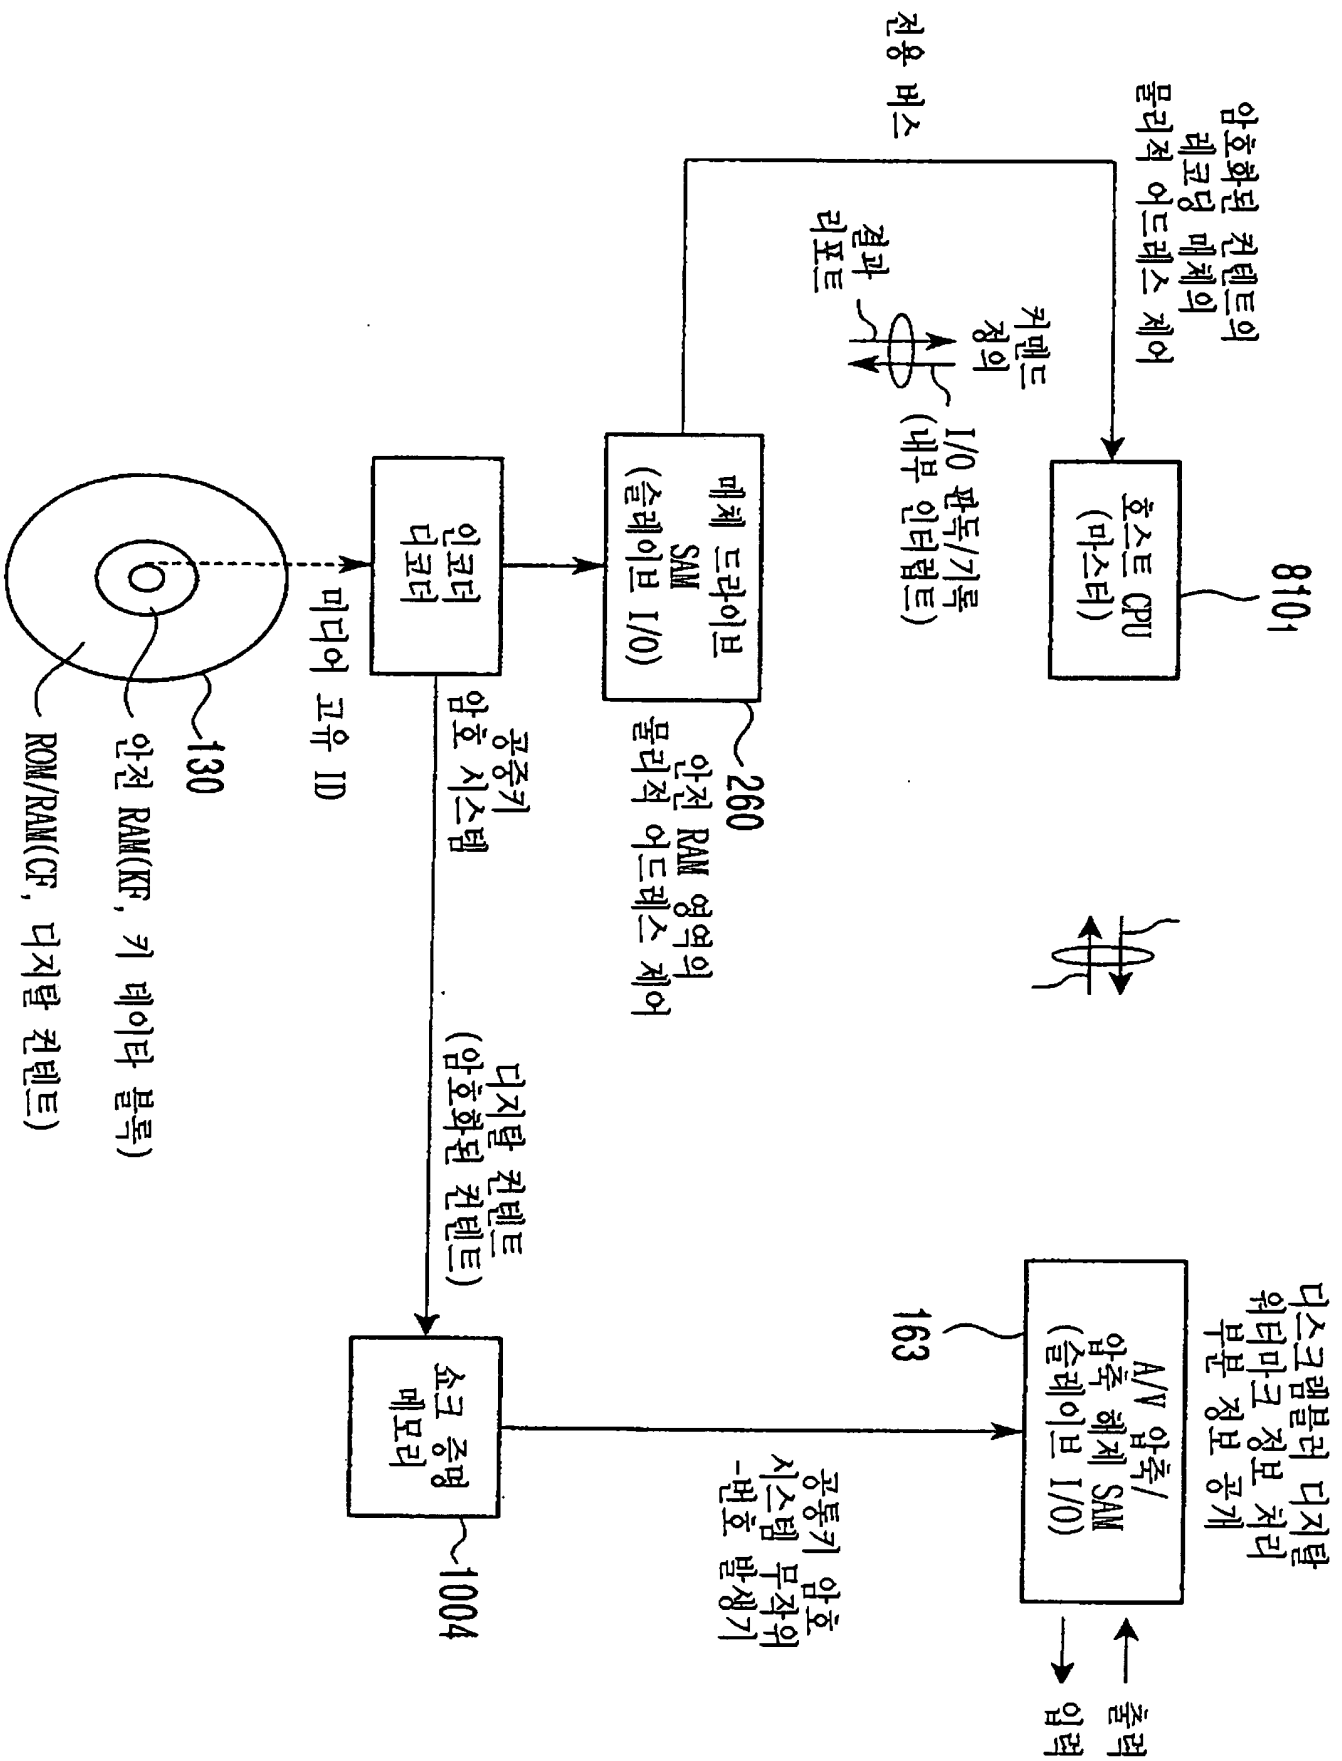 암호화된 컨텐트의
레코딩 매체의
물리적 어드레스 제어
전용 버스
810₁
호스트 CPU
(마스터)
커맨드
정의
결과
리포트
I/O 판독/기록
(내부 인터럽트)
매체 드라이브
SAM
(슬레이브 I/O)
260
안전 RAM 영역의
물리적 어드레스 제어
인코더
디코더
공중키
암호 시스템
미디어 고유 ID
130
안전 RAM(KF, 키 데이타 블록)
ROM/RAM(CF, 디지탈 컨텐트)
디지탈 컨텐트
(암호화된 컨텐트)
쇼크 증명
메모리
1004
공통키 암호
시스템 무작위
-번호 발생기
163
A/V 압축/
압축 해제 SAM
(슬레이브 I/O)
디스크램블러 디지탈
워터마크 정보 처리
부분 정보 공개
출력
입력